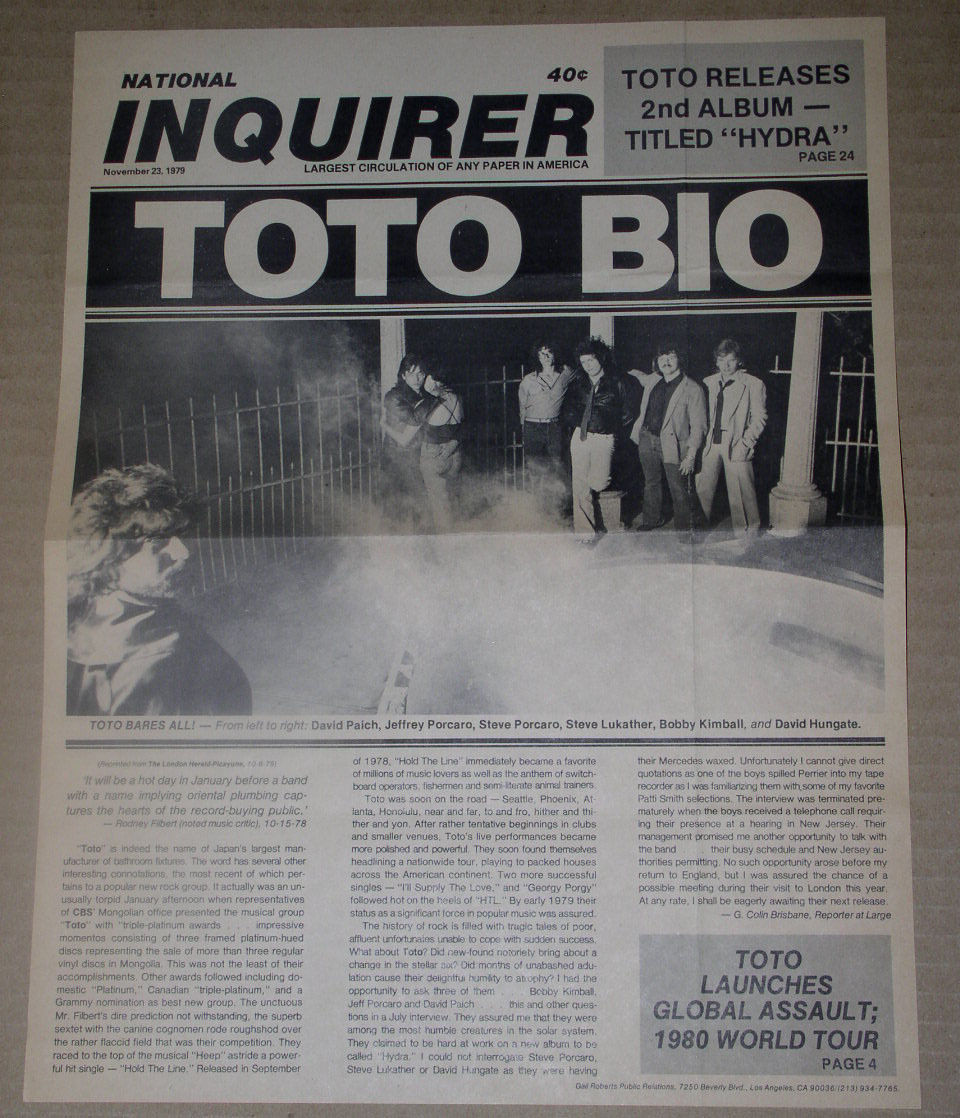 NATIONAL
40¢
INQUIRER
November 23, 1979
LARGEST CIRCULATION OF ANY PAPER IN AMERICA
TOTO RELEASES
2nd ALBUM —
TITLED “HYDRA”
PAGE 24
TOTO BIO
TOTO BARES ALL! — From left to right: David Paich, Jeffrey Porcaro, Steve Porcaro, Steve Lukather, Bobby Kimball, and David Hungate.
(Reprinted from The London Herald-Picayune, 10-8-79)
‘It will be a hot day in January before a band
with a name implying oriental plumbing cap-
tures the hearts of the record-buying public.’
— Rodney Filbert (noted music critic), 10-15-78
“Toto” is indeed the name of Japan's largest man-
ufacturer of bathroom fixtures. The word has several other
interesting connotations, the most recent of which per-
tains to a popular new rock group. It actually was an un-
usually torpid January afternoon when representatives
of CBS' Mongolian office presented the musical group
“Toto” with “triple-platinum awards . . . impressive
momentos consisting of three framed platinum-hued
discs representing the sale of more than three regular
vinyl discs in Mongolia. This was not the least of their
accomplishments. Other awards followed including do-
mestic “Platinum,” Canadian “triple-platinum,” and a
Grammy nomination as best new group. The unctuous
Mr. Filbert's dire prediction not withstanding, the superb
sextet with the canine cognomen rode roughshod over
the rather flaccid field that was their competition. They
raced to the top of the musical “Heep” astride a power-
ful hit single — “Hold The Line.” Released in September
of 1978, “Hold The Line” immediately became a favorite
of millions of music lovers as well as the anthem of switch-
board operators, fishermen and semi-literate animal trainers.
Toto was soon on the road — Seattle, Phoenix, At-
lanta, Honolulu, near and far, to and fro, hither and thi-
ther and yon. After rather tentative beginnings in clubs
and smaller venues, Toto's live performances became
more polished and powerful. They soon found themselves
headlining a nationwide tour, playing to packed houses
across the American continent. Two more successful
singles — “I'll Supply The Love,” and “Georgy Porgy”
followed hot on the heels of “HTL.” By early 1979 their
status as a significant force in popular music was assured.
The history of rock is filled with tragic tales of poor,
affluent unfortunates unable to cope with sudden success.
What about Toto? Did new-found notoriety bring about a
change in the stellar six? Did months of unabashed adu-
lation cause their delightful humility to atrophy? I had the
opportunity to ask three of them . . . Bobby Kimball,
Jeff Porcaro and David Paich . . . this and other ques-
tions in a July interview. They assured me that they were
among the most humble creatures in the solar system.
They claimed to be hard at work on a new album to be
called “Hydra.” I could not interrogate Steve Porcaro,
Steve Lukather or David Hungate as they were having
their Mercedes waxed. Unfortunately I cannot give direct
quotations as one of the boys spilled Perrier into my tape
recorder as I was familiarizing them with some of my favorite
Patti Smith selections. The interview was terminated pre-
maturely when the boys received a telephone call requir-
ing their presence at a hearing in New Jersey. Their
management promised me another opportunity to talk with
the band . . . their busy schedule and New Jersey au-
thorities permitting. No such opportunity arose before my
return to England, but I was assured the chance of a
possible meeting during their visit to London this year.
At any rate, I shall be eagerly awaiting their next release.
— G. Colin Brisbane, Reporter at Large
TOTO
LAUNCHES
GLOBAL ASSAULT;
1980 WORLD TOUR
PAGE 4
Gail Roberts Public Relations, 7250 Beverly Blvd., Los Angeles, CA 90036/(213) 934-7765.